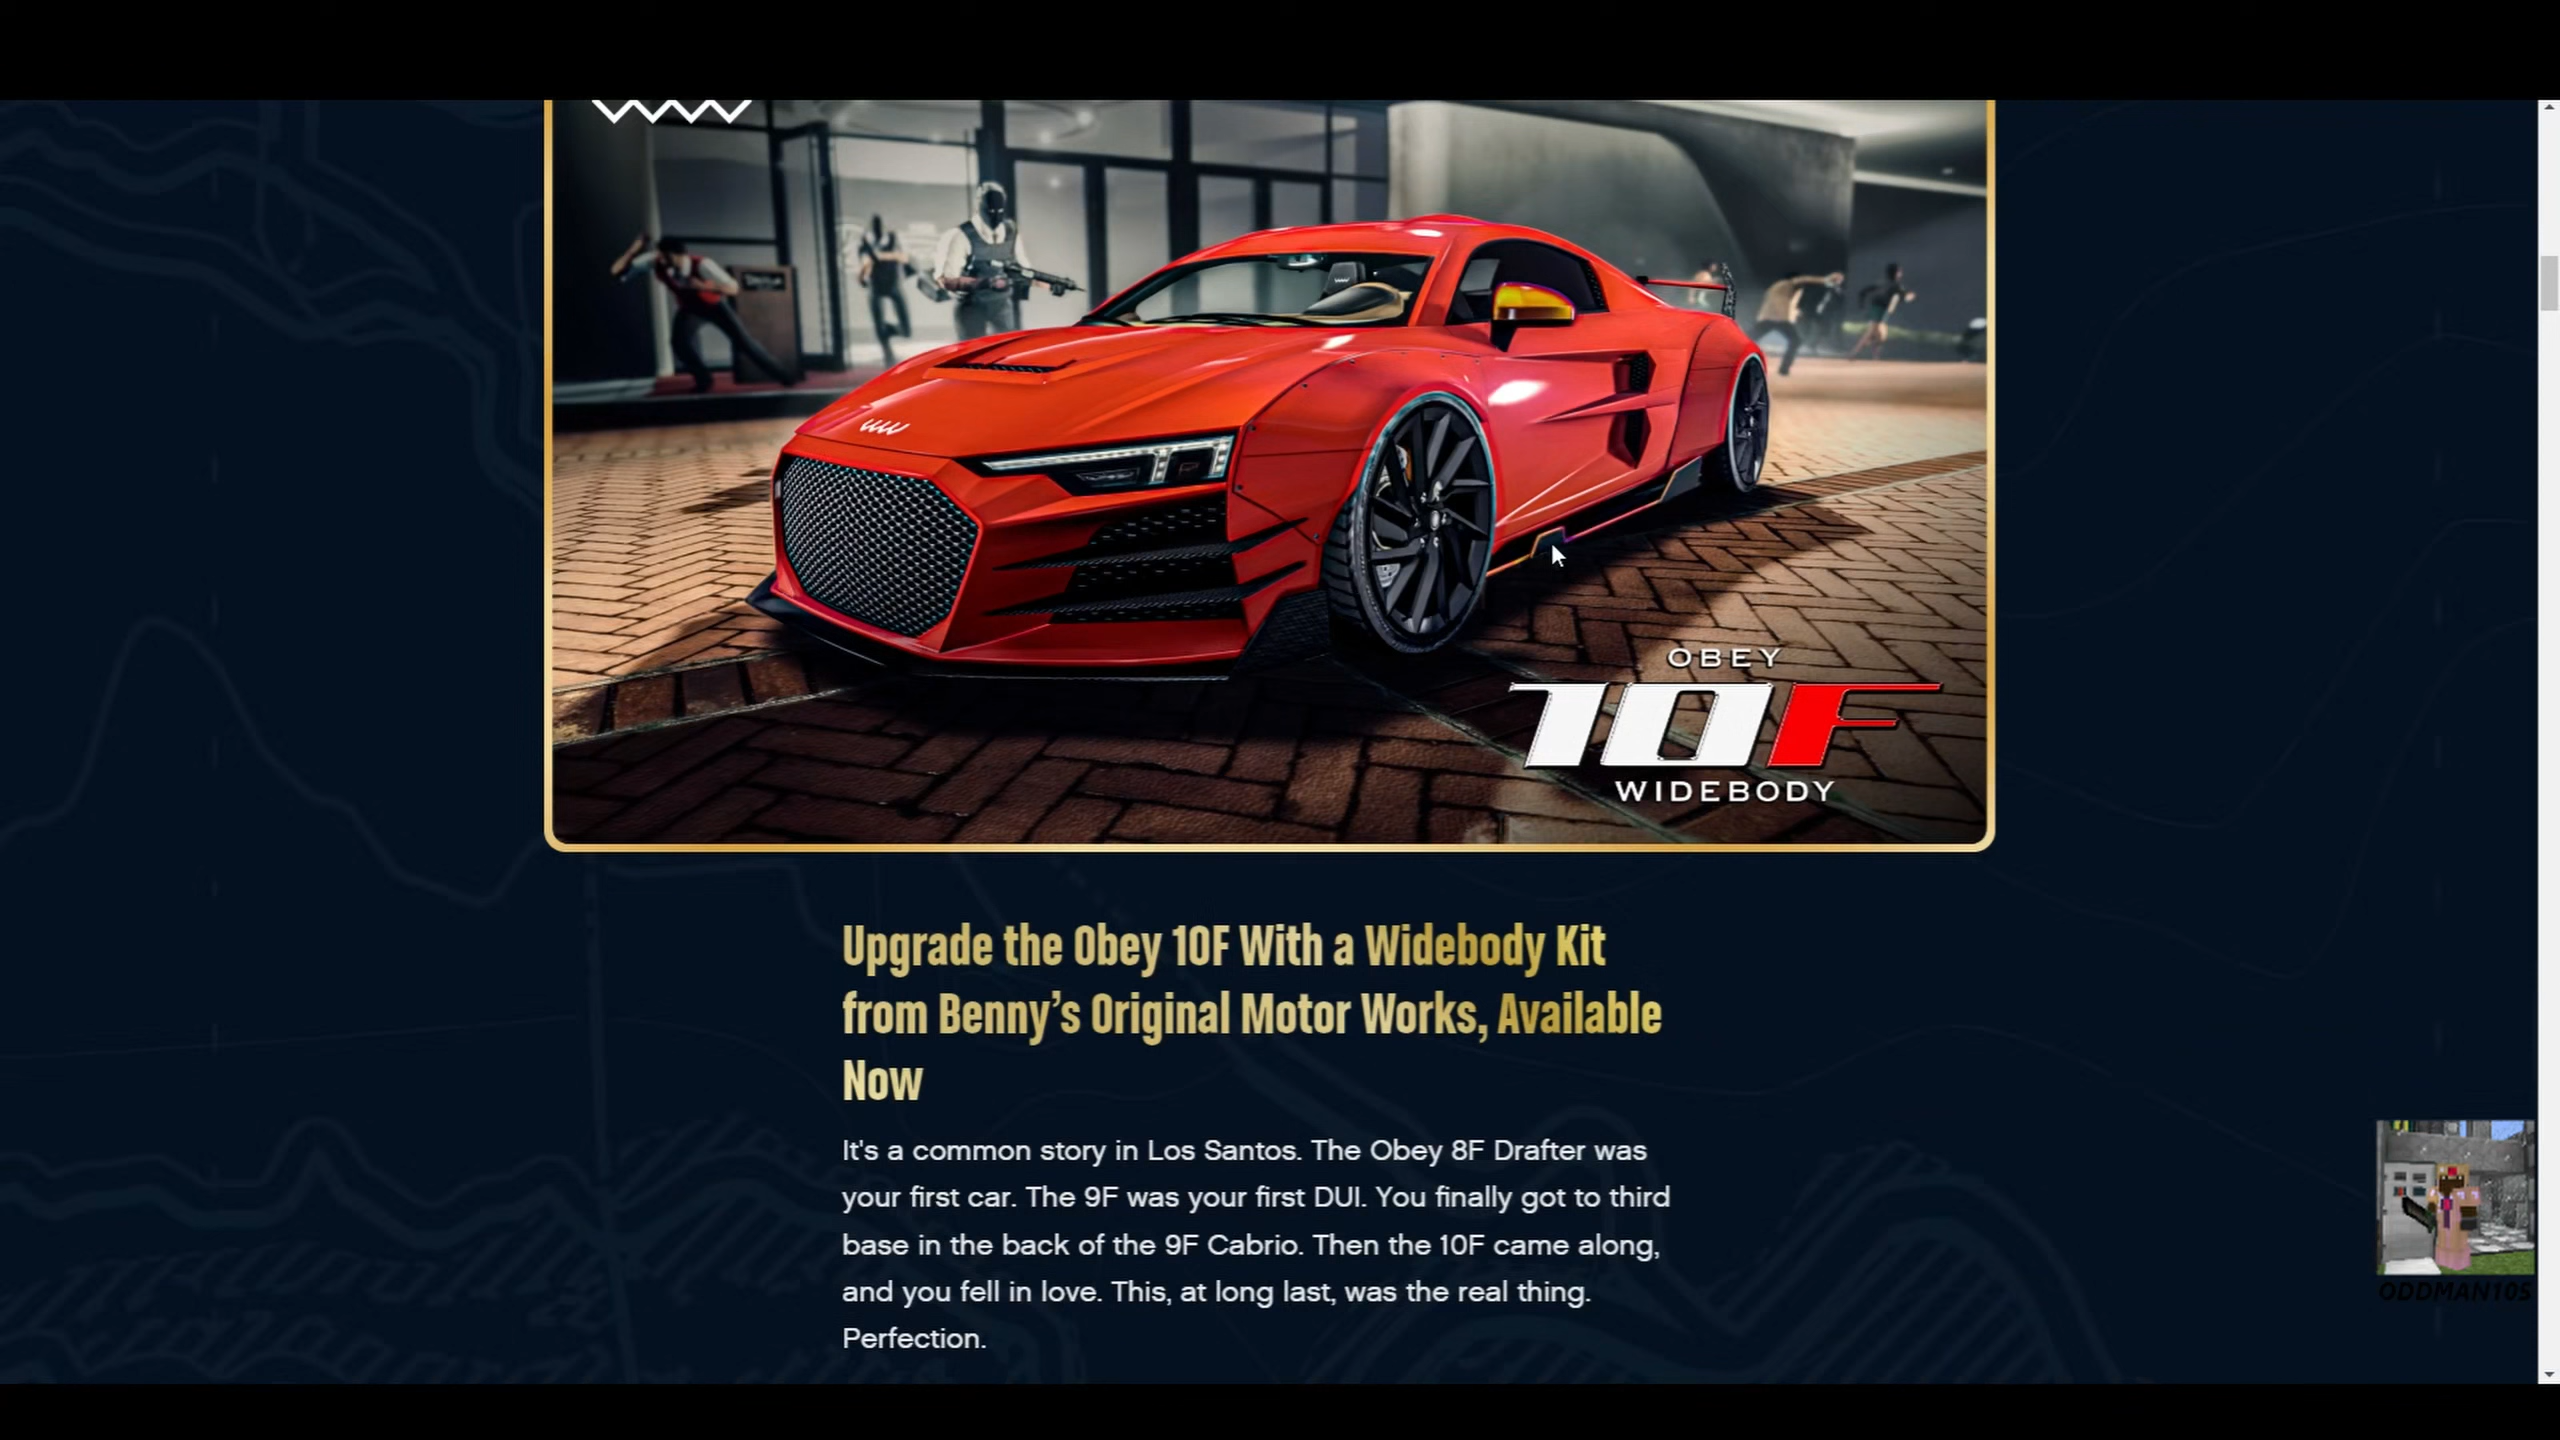 OBEY
10F
WIDEBODY
Upgrade the Obey 10F With a Widebody Kit
from Benny’s Original Motor Works, Available
Now
It's a common story in Los Santos. The Obey 8F Drafter was
your first car. The 9F was your first DUI. You finally got to third
base in the back of the 9F Cabrio. Then the 10F came along,
and you fell in love. This, at long last, was the real thing.
Perfection.
ODDMAN105